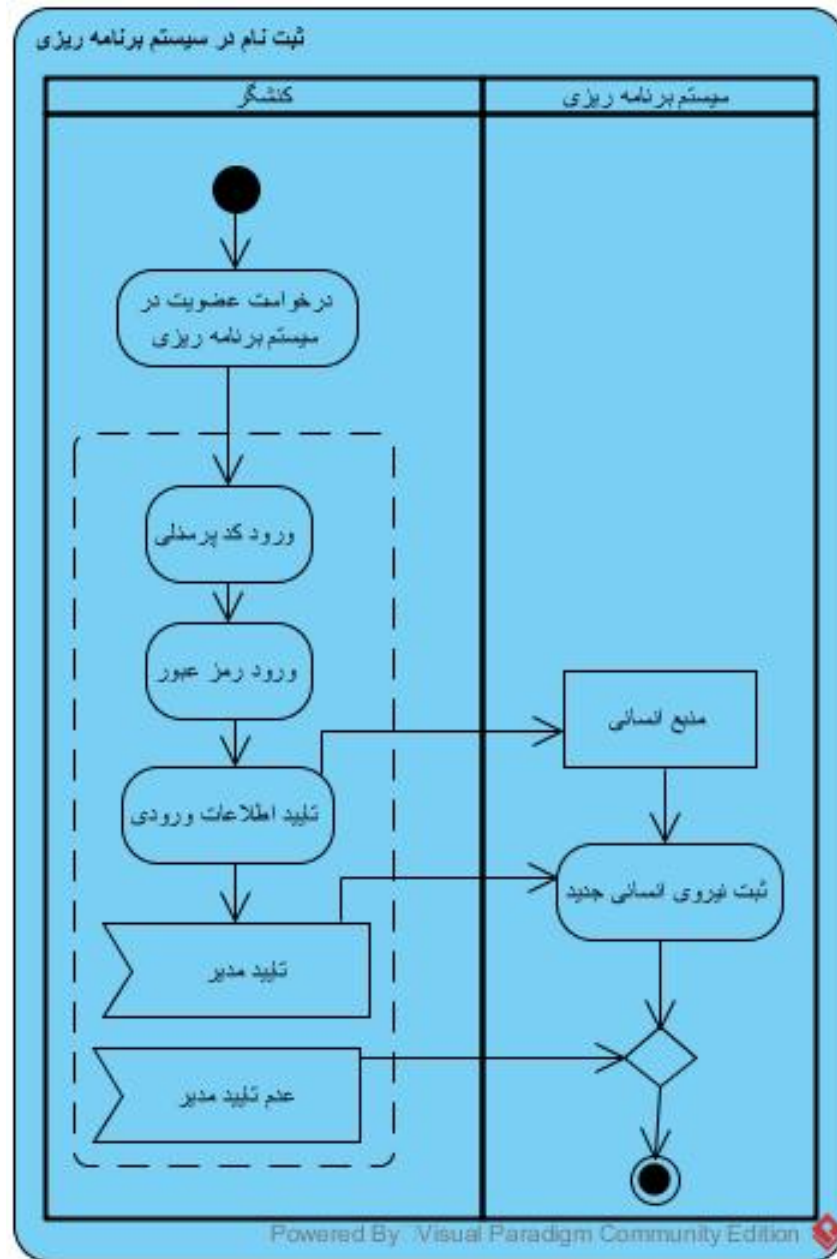 ثبت نام در سیستم برنامه ریزی
کنشگر
سیستم برنامه ریزی
درخواست عضویت در
سیستم برنامه ریزی
ورود کد پرسنلی
ورود رمز عبور
منبع انسانی
تایید اطلاعات ورودی
ثبت نیروی انسانی جدید
تایید مدیر
عدم تایید مدیر
Powered By Visual Paradigm Community Edition